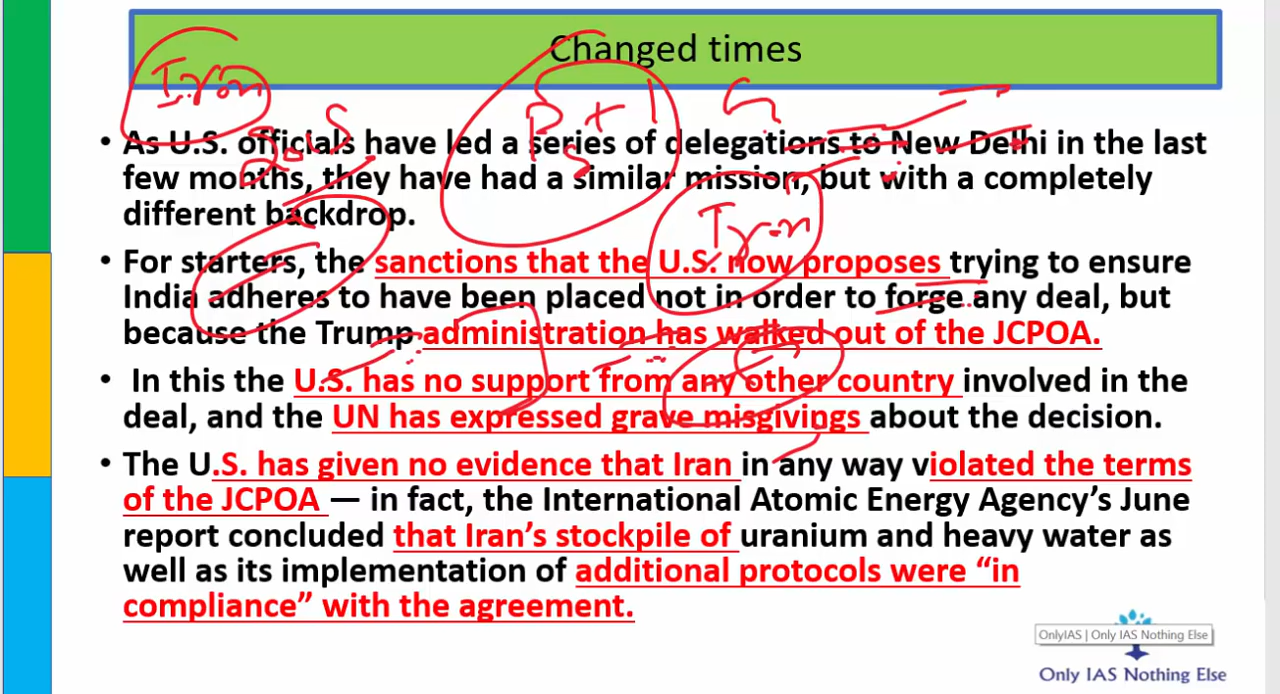 Changed times
• As U.S. officials have led a series of delegations to New Delhi in the last
few months, they have had a similar mission, but with a completely
different backdrop.
• For starters, the sanctions that the U.S. now proposes trying to ensure
India adheres to have been placed not in order to forge any deal, but
because the Trump administration has walked out of the JCPOA.
• In this the U.S. has no support from any other country involved in the
deal, and the UN has expressed grave misgivings about the decision.
• The U.S. has given no evidence that Iran in any way violated the terms
of the JCPOA — in fact, the International Atomic Energy Agency’s June
report concluded that Iran’s stockpile of uranium and heavy water as
well as its implementation of additional protocols were “in
compliance” with the agreement.
Iran
2015
P5+1
Iran
OnlyIAS | Only IAS Nothing Else
Only IAS Nothing Else